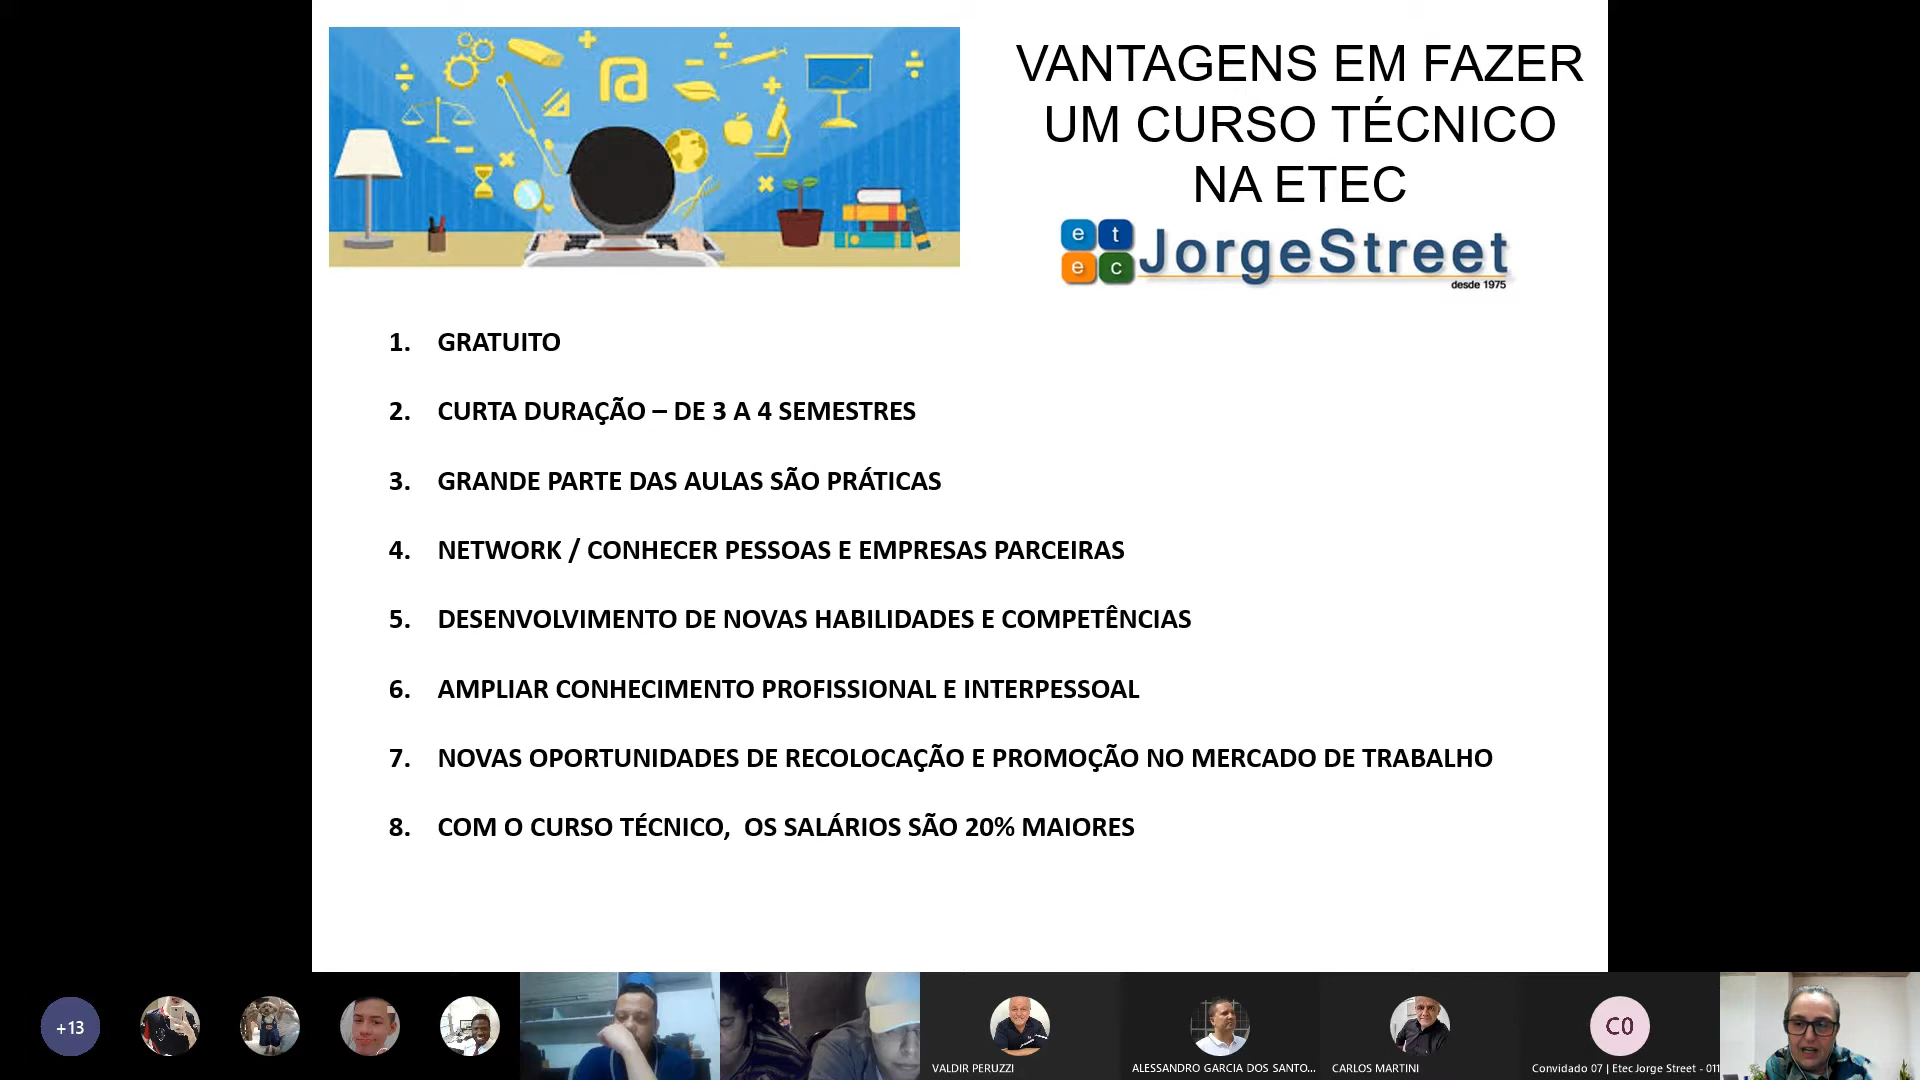 VANTAGENS EM FAZER
UM CURSO TÉCNICO
NA ETEC
e t
e c
JorgeStreet
desde 1975
1. GRATUITO
2. CURTA DURAÇÃO – DE 3 A 4 SEMESTRES
3. GRANDE PARTE DAS AULAS SÃO PRÁTICAS
4. NETWORK / CONHECER PESSOAS E EMPRESAS PARCEIRAS
5. DESENVOLVIMENTO DE NOVAS HABILIDADES E COMPETÊNCIAS
6. AMPLIAR CONHECIMENTO PROFISSIONAL E INTERPESSOAL
7. NOVAS OPORTUNIDADES DE RECOLOCAÇÃO E PROMOÇÃO NO MERCADO DE TRABALHO
8. COM O CURSO TÉCNICO, OS SALÁRIOS SÃO 20% MAIORES
+13
C0
VALDIR PERUZZI
ALESSANDRO GARCIA DOS SANTO...
CARLOS MARTINI
Convidado 07 | Etec Jorge Street - 011